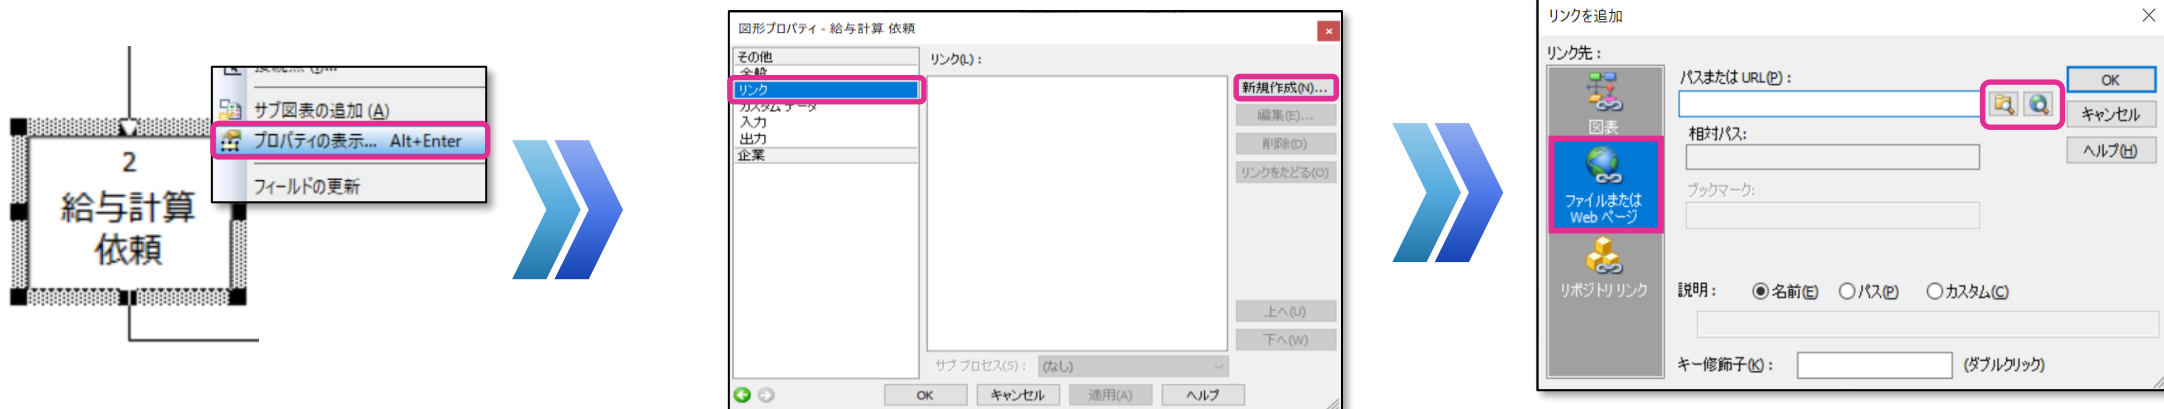 サブ図表の追加 (A)
プロパティの表示... Alt+Enter
フィールドの更新
2
給与計算
依頼
図形プロパティ - 給与計算 依頼
その他
全般
リンク
カスタム データ
入力
出力
企業
リンク(L) :
新規作成(N)...
編集(E)...
削除(D)
リンクをたどる(O)
上へ(U)
下へ(W)
サブ プロセス(S) : (なし)
OK キャンセル 適用(A) ヘルプ
リンクを追加
リンク先 :
図表
ファイルまたは
Web ページ
リポジトリ リンク
パスまたは URL(P) :
相対パス:
ブックマーク:
OK
キャンセル
ヘルプ(H)
説明 : 名前(E) パス(P) カスタム(C)
キー修飾子(K) : (ダブルクリック)